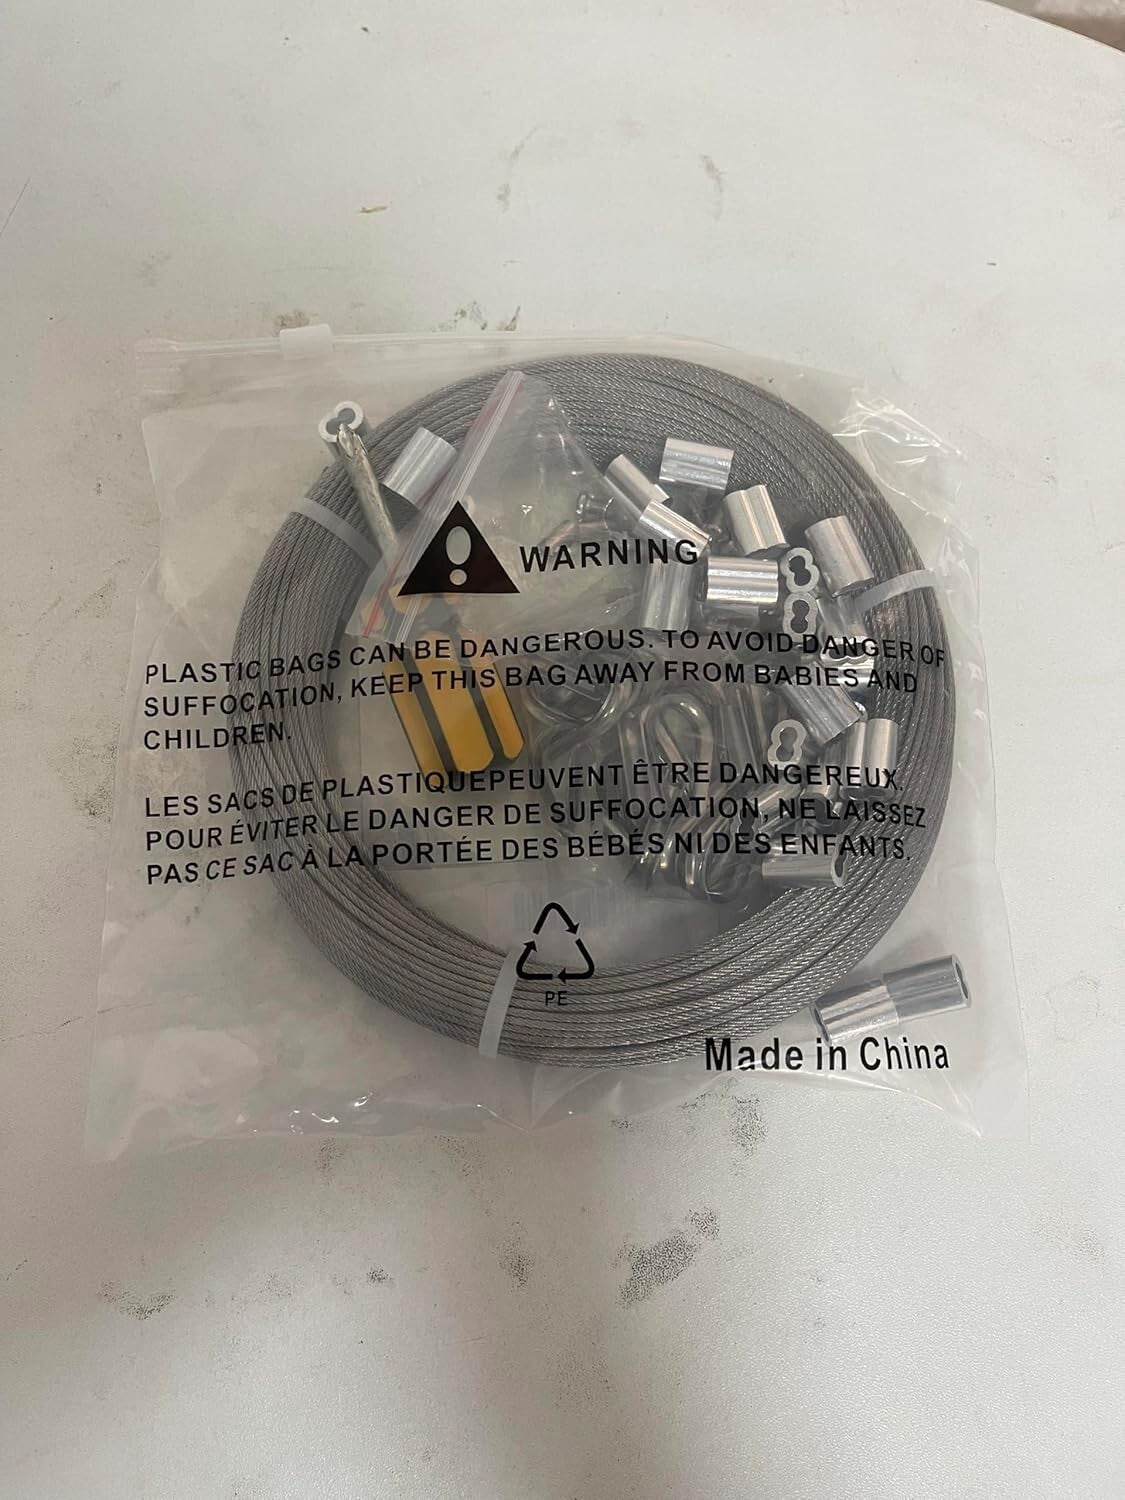 WARNING
PLASTIC BAGS CAN BE DANGEROUS. TO AVOID DANGER OF
SUFFOCATION, KEEP THIS BAG AWAY FROM BABIES AND
CHILDREN.
LES SACS DE PLASTIQUEPEUVENT ÊTRE DANGEREUX.
POUR ÉVITER LE DANGER DE SUFFOCATION, NE LAISSEZ
PAS CE SAC À LA PORTÉE DES BÉBÉS NI DES ENFANTS.
PE
Made in China